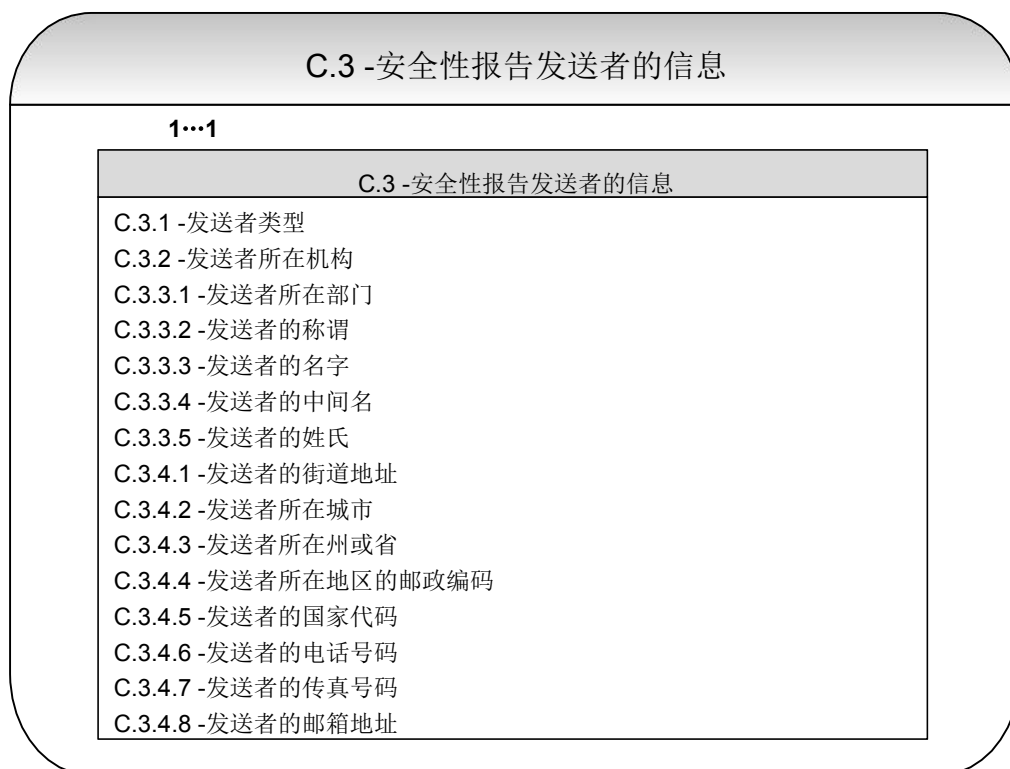 C.3 -安全性报告发送者的信息
1…1
C.3 -安全性报告发送者的信息
C.3.1 -发送者类型
C.3.2 -发送者所在机构
C.3.3.1 -发送者所在部门
C.3.3.2 -发送者的称谓
C.3.3.3 -发送者的名字
C.3.3.4 -发送者的中间名
C.3.3.5 -发送者的姓氏
C.3.4.1 -发送者的街道地址
C.3.4.2 -发送者所在城市
C.3.4.3 -发送者所在州或省
C.3.4.4 -发送者所在地区的邮政编码
C.3.4.5 -发送者的国家代码
C.3.4.6 -发送者的电话号码
C.3.4.7 -发送者的传真号码
C.3.4.8 -发送者的邮箱地址